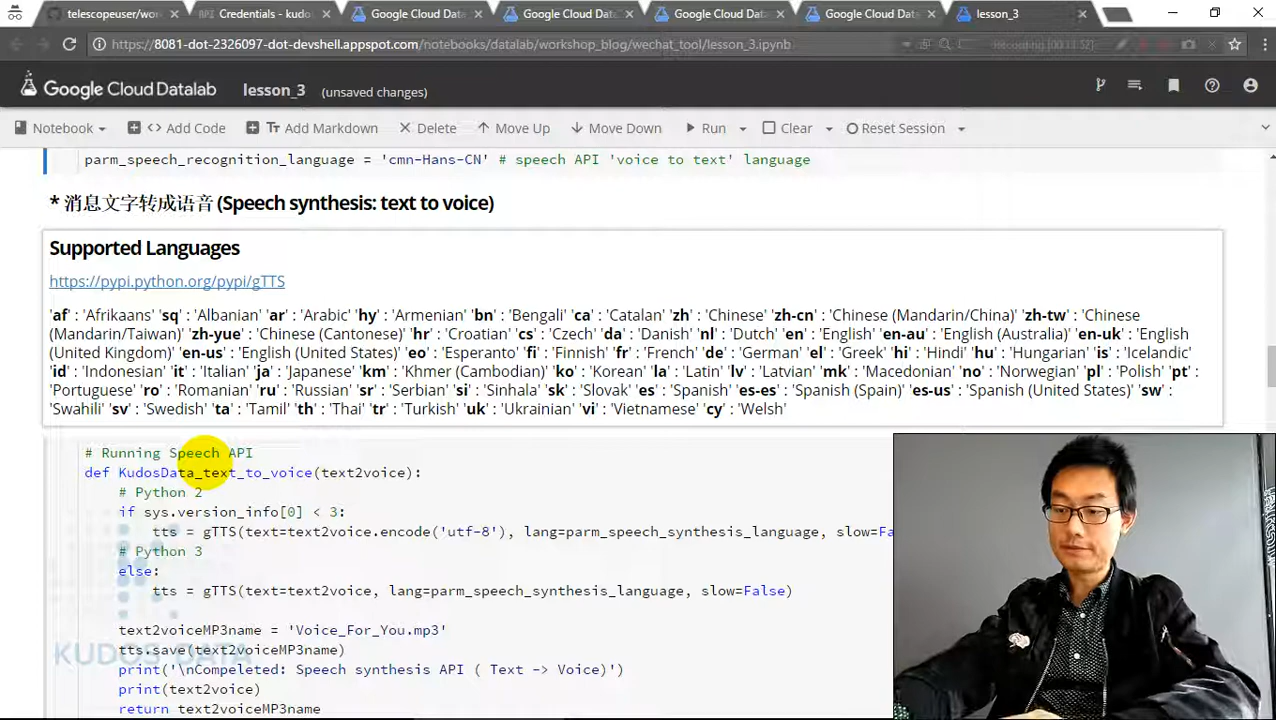 telescopeuser/wor
API Credentials - kudo
Google Cloud Dat
Google Cloud Dat
Google Cloud Dat
Google Cloud Dat
lesson_3
https://8081-dot-2326097-dot-devshell.appspot.com/notebooks/datalab/workshop_blog/wechat_tool/lesson_3.ipynb
Google Cloud Datalab lesson_3 (unsaved changes)
Notebook <> Add Code Add Markdown Delete Move Up Move Down Run Clear Reset Session
parm_speech_recognition_language = 'cmn-Hans-CN' # speech API 'voice to text' language
* 消息文字转成语音 (Speech synthesis: text to voice)
Supported Languages
https://pypi.python.org/pypi/gTTS
'af' : 'Afrikaans' 'sq' : 'Albanian' 'ar' : 'Arabic' 'hy' : 'Armenian' 'bn' : 'Bengali' 'ca' : 'Catalan' 'zh' : 'Chinese' 'zh-cn' : 'Chinese (Mandarin/China)' 'zh-tw' : 'Chinese
(Mandarin/Taiwan)' 'zh-yue' : 'Chinese (Cantonese)' 'hr' : 'Croatian' 'cs' : 'Czech' 'da' : 'Danish' 'nl' : 'Dutch' 'en' : 'English' 'en-au' : 'English (Australia)' 'en-uk' : 'English
(United Kingdom)' 'en-us' : 'English (United States)' 'eo' : 'Esperanto' 'fi' : 'Finnish' 'fr' : 'French' 'de' : 'German' 'el' : 'Greek' 'hi' : 'Hindi' 'hu' : 'Hungarian' 'is' : 'Icelandic'
'id' : 'Indonesian' 'it' : 'Italian' 'ja' : 'Japanese' 'km' : 'Khmer (Cambodian)' 'ko' : 'Korean' 'la' : 'Latin' 'lv' : 'Latvian' 'mk' : 'Macedonian' 'no' : 'Norwegian' 'pl' : 'Polish' 'pt' :
'Portuguese' 'ro' : 'Romanian' 'ru' : 'Russian' 'sr' : 'Serbian' 'si' : 'Sinhala' 'sk' : 'Slovak' 'es' : 'Spanish' 'es-es' : 'Spanish (Spain)' 'es-us' : 'Spanish (United States)' 'sw' :
'Swahili' 'sv' : 'Swedish' 'ta' : 'Tamil' 'th' : 'Thai' 'tr' : 'Turkish' 'uk' : 'Ukrainian' 'vi' : 'Vietnamese' 'cy' : 'Welsh'
# Running Speech API
def KudosData_text_to_voice(text2voice):
# Python 2
if sys.version_info[0] < 3:
tts = gTTS(text=text2voice.encode('utf-8'), lang=parm_speech_synthesis_language, slow=Fa
# Python 3
else:
tts = gTTS(text=text2voice, lang=parm_speech_synthesis_language, slow=False)
text2voiceMP3name = 'Voice_For_You.mp3'
tts.save(text2voiceMP3name)
KUDOS DATA
print('\nCompleted: Speech synthesis API ( Text -> Voice)')
print(text2voice)
return text2voiceMP3name